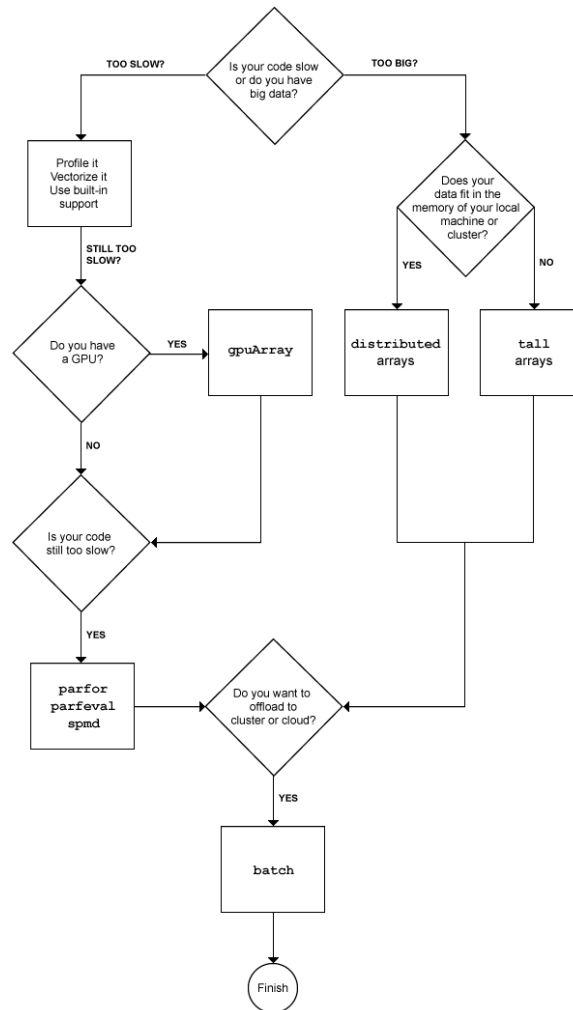 Is your code slow
or do you have
big data?
TOO SLOW?
TOO BIG?
Profile it
Vectorize it
Use built-in
support
Does your
data fit in the
memory of your local
machine or
cluster?
STILL TOO
SLOW?
YES
NO
Do you have
a GPU?
YES
gpuArray
distributed
arrays
tall
arrays
NO
Is your code
still too slow?
YES
parfor
parfeval
spmd
Do you want to
offload to
cluster or cloud?
YES
batch
Finish